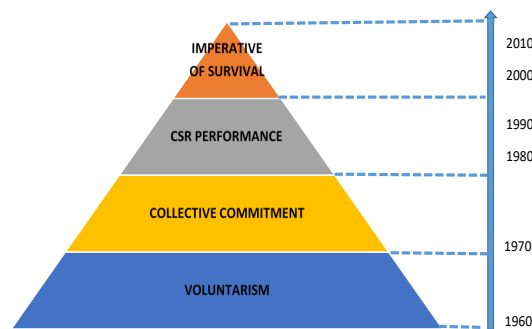 IMPERATIVE
OF SURVIVAL
CSR PERFORMANCE
COLLECTIVE COMMITMENT
VOLUNTARISM
2010
2000
1990
1980
1970
1960